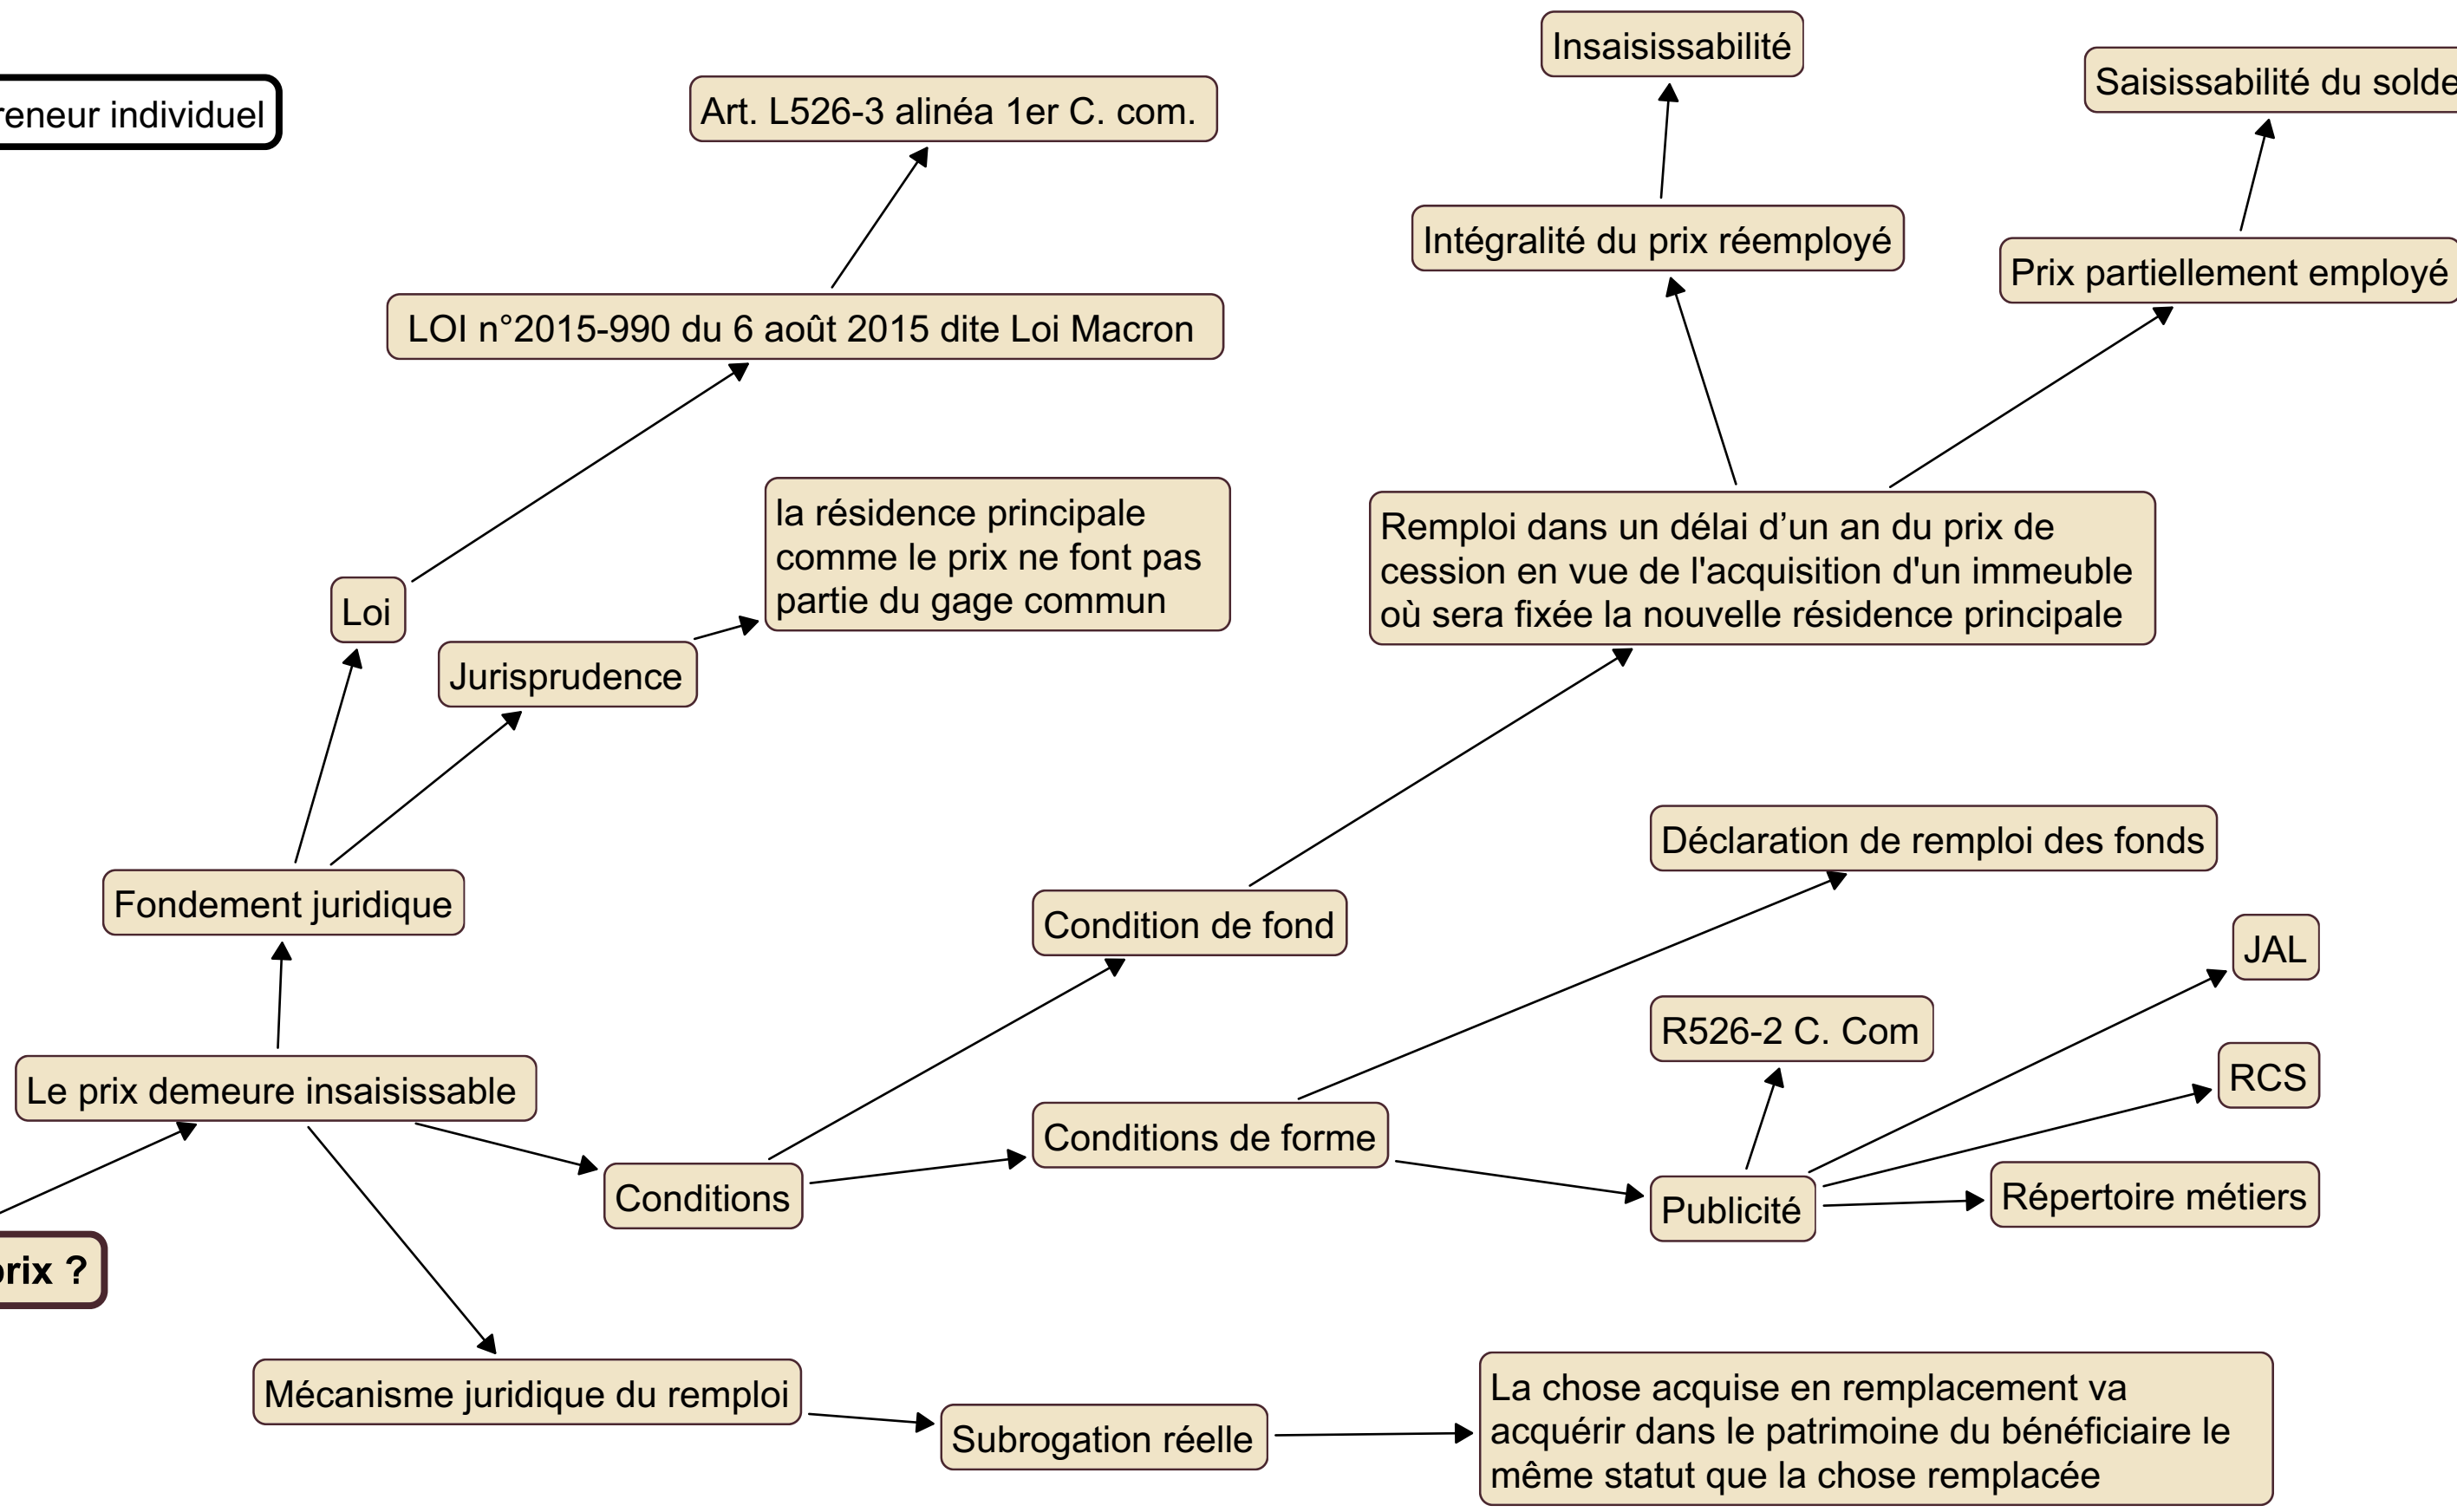 Insaisissabilité
Saisissabilité du solde
reneur individuel
Art. L526-3 alinéa 1er C. com.
Intégralité du prix réemployé
Prix partiellement employé
LOI n°2015-990 du 6 août 2015 dite Loi Macron
la résidence principale
comme le prix ne font pas
partie du gage commun
Remploi dans un délai d’un an du prix de
cession en vue de l'acquisition d'un immeuble
où sera fixée la nouvelle résidence principale
Loi
Jurisprudence
Déclaration de remploi des fonds
Fondement juridique
Condition de fond
JAL
R526-2 C. Com
Le prix demeure insaisissable
RCS
Conditions de forme
Conditions
Publicité
Répertoire métiers
prix ?
Mécanisme juridique du remploi
Subrogation réelle
La chose acquise en remplacement va
acquérir dans le patrimoine du bénéficiaire le
même statut que la chose remplacée